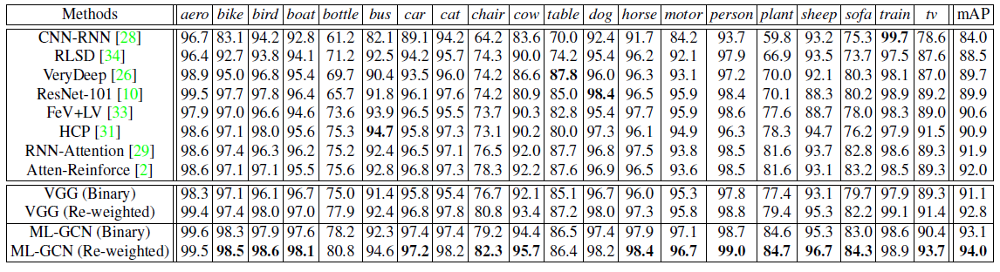 Methods aero bike bird boat bottle bus car cat chair cow table dog horse motor person plant sheep sofa train tv mAP
CNN-RNN [28] 96.7 83.1 94.2 92.8 61.2 82.1 89.1 94.2 64.2 83.6 70.0 92.4 91.7 84.2 93.7 59.8 93.2 75.3 99.7 78.6 84.0
RLSD [34] 96.4 92.7 93.8 94.1 71.2 92.5 94.2 95.7 74.3 90.0 74.2 95.4 96.2 92.1 97.9 66.9 93.5 73.7 97.5 87.6 88.5
VeryDeep [26] 98.9 95.0 96.8 95.4 69.7 90.4 93.5 96.0 74.2 86.6 87.8 96.0 96.3 93.1 97.2 70.0 92.1 80.3 98.1 87.0 89.7
ResNet-101 [10] 99.5 97.7 97.8 96.4 65.7 91.8 96.1 97.6 74.2 80.9 85.0 98.4 96.5 95.9 98.4 70.1 88.3 80.2 98.9 89.2 89.9
FeV+LV [33] 97.9 97.0 96.6 94.6 73.6 93.9 96.5 95.5 73.7 90.3 82.8 95.4 97.7 95.9 98.6 77.6 88.7 78.0 98.3 89.0 90.6
HCP [31] 98.6 97.1 98.0 95.6 75.3 94.7 95.8 97.3 73.1 90.2 80.0 97.3 96.1 94.9 96.3 78.3 94.7 76.2 97.9 91.5 90.9
RNN-Attention [29] 98.6 97.4 96.3 96.2 75.2 92.4 96.5 97.1 76.5 92.0 87.7 96.8 97.5 93.8 98.5 81.6 93.7 82.8 98.6 89.3 91.9
Atten-Reinforce [2] 98.6 97.1 97.1 95.5 75.6 92.8 96.8 97.3 78.3 92.2 87.6 96.9 96.5 93.6 98.5 81.6 93.1 83.2 98.5 89.3 92.0
VGG (Binary) 98.3 97.1 96.1 96.7 75.0 91.4 95.8 95.4 76.7 92.1 85.1 96.7 96.0 95.3 97.8 77.4 93.1 79.7 97.9 89.3 91.1
VGG (Re-weighted) 99.4 97.4 98.0 97.0 77.9 92.4 96.8 97.8 80.8 93.4 87.2 98.0 97.3 95.8 98.8 79.4 95.3 82.2 99.1 91.4 92.8
ML-GCN (Binary) 99.6 98.3 97.9 97.6 78.2 92.3 97.4 97.4 79.2 94.4 86.5 97.4 97.9 97.1 98.7 84.6 95.3 83.0 98.6 90.4 93.1
ML-GCN (Re-weighted) 99.5 98.5 98.6 98.1 80.8 94.6 97.2 98.2 82.3 95.7 86.4 98.2 98.4 96.7 99.0 84.7 96.7 84.3 98.9 93.7 94.0